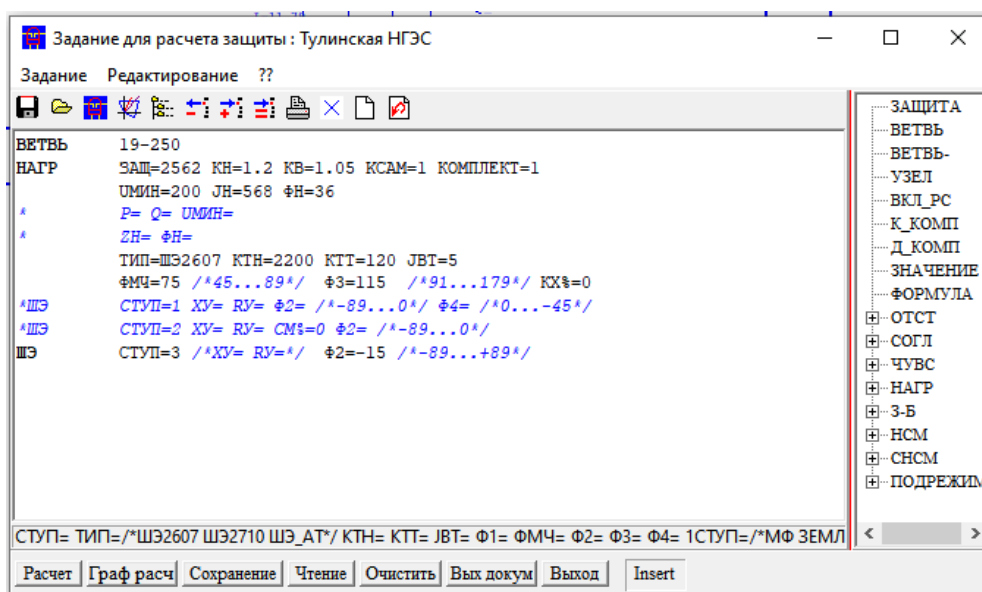 Задание для расчета защиты : Тулинская НГЭС
Задание Редактирование ??
ВЕТВЬ 19-250
НАГР ЗАЩ=2562 КН=1.2 КВ=1.05 КСАМ=1 КОМПЛЕКТ=1
UМИН=200 JН=568 ФН=36
* P= Q= UМИН=
* ZН= ФН=
ТИП=ШЭ2607 КТН=2200 КТТ=120 JВТ=5
ФМЧ=75 /*45...89*/ Ф3=115 /*91...179*/ КХ%=0
*ШЭ СТУП=1 ХУ= RУ= Ф2= /*-89...0*/ Ф4= /*0...-45*/
*ШЭ СТУП=2 ХУ= RУ= СМ%=0 Ф2= /*-89...0*/
ШЭ СТУП=3 /*ХУ= RУ=*/ Ф2=-15 /*-89...+89*/
СТУП= ТИП=/*ШЭ2607 ШЭ2710 ШЭ_АТ*/ КТН= КТТ= JВТ= Ф1= ФМЧ= Ф2= Ф3= Ф4= 1СТУП=/*МФ ЗЕМЛ
Расчет Граф расч Сохранение Чтение Очистить Вых докум Выход Insert
ЗАЩИТА
ВЕТВЬ
ВЕТВЬ-
УЗЕЛ
ВКЛ_РС
К_КОМП
Д_КОМП
ЗНАЧЕНИЕ
ФОРМУЛА
ОТСТ
СОГЛ
ЧУВС
НАГР
З-Б
НСМ
СНСМ
ПОДРЕЖИМ